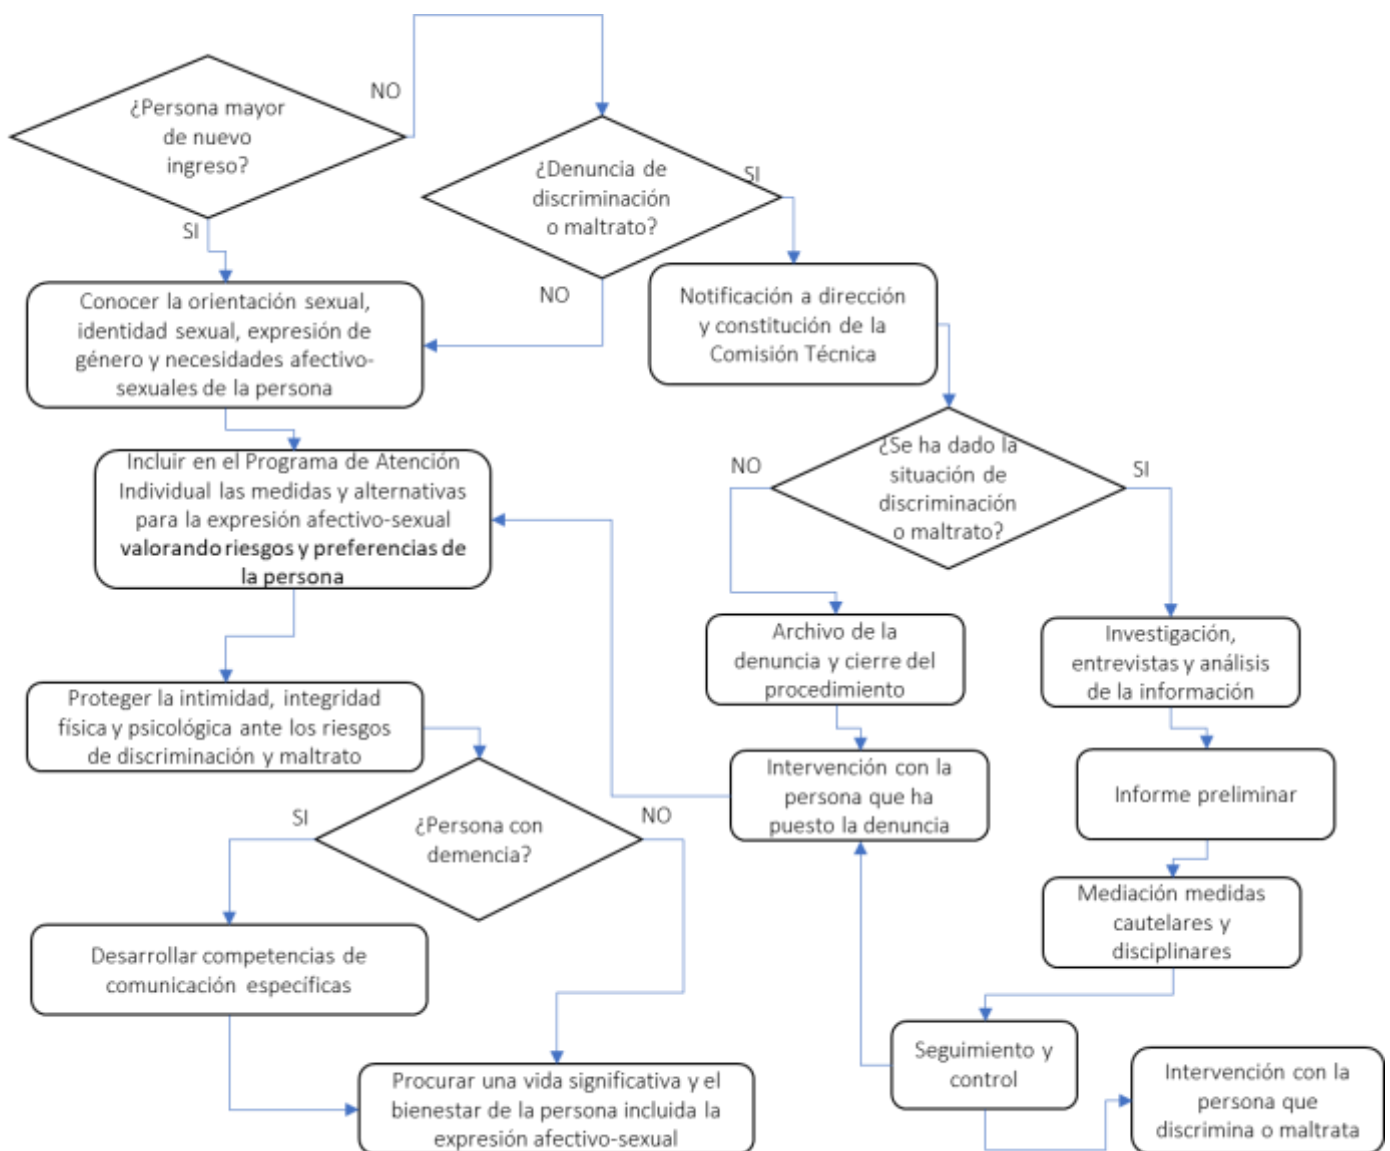 ¿Persona mayor
de nuevo
ingreso?
NO
SI
¿Denuncia de
discriminación
o maltrato?
SI
NO
Conocer la orientación sexual,
identidad sexual, expresión de
género y necesidades afectivo-
sexuales de la persona
Notificación a dirección
y constitución de la
Comisión Técnica
Incluir en el Programa de Atención
Individual las medidas y alternativas
para la expresión afectivo-sexual
valorando riesgos y preferencias de
la persona
¿Se ha dado la
situación de
discriminación
o maltrato?
NO
SI
Archivo de la
denuncia y cierre del
procedimiento
Investigación,
entrevistas y análisis
de la información
Proteger la intimidad, integridad
física y psicológica ante los riesgos
de discriminación y maltrato
Intervención con la
persona que ha
puesto la denuncia
Informe preliminar
¿Persona con
demencia?
SI
NO
Mediación medidas
cautelares y
disciplinares
Desarrollar competencias de
comunicación específicas
Seguimiento y
control
Intervención con la
persona que
discrimina o maltrata
Procurar una vida significativa y el
bienestar de la persona incluida la
expresión afectivo-sexual